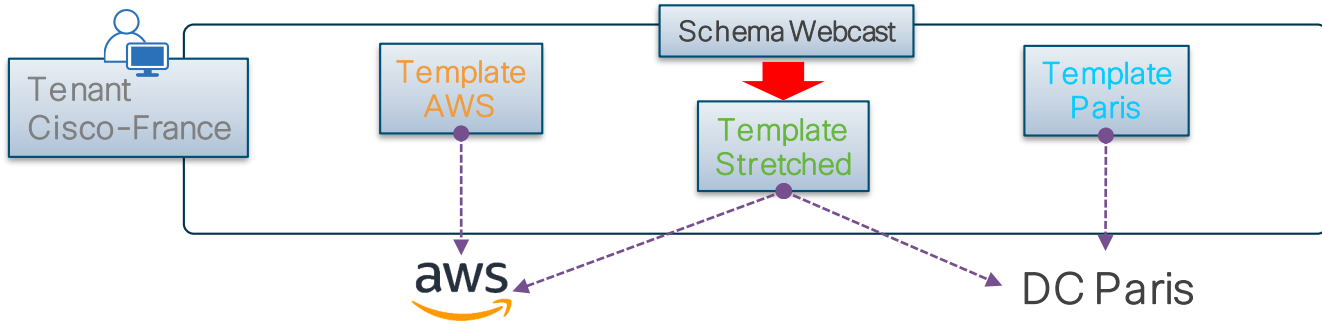 Schema Webcast
Tenant
Cisco-France
Template
AWS
Template
Stretched
Template
Paris
aws
DC Paris